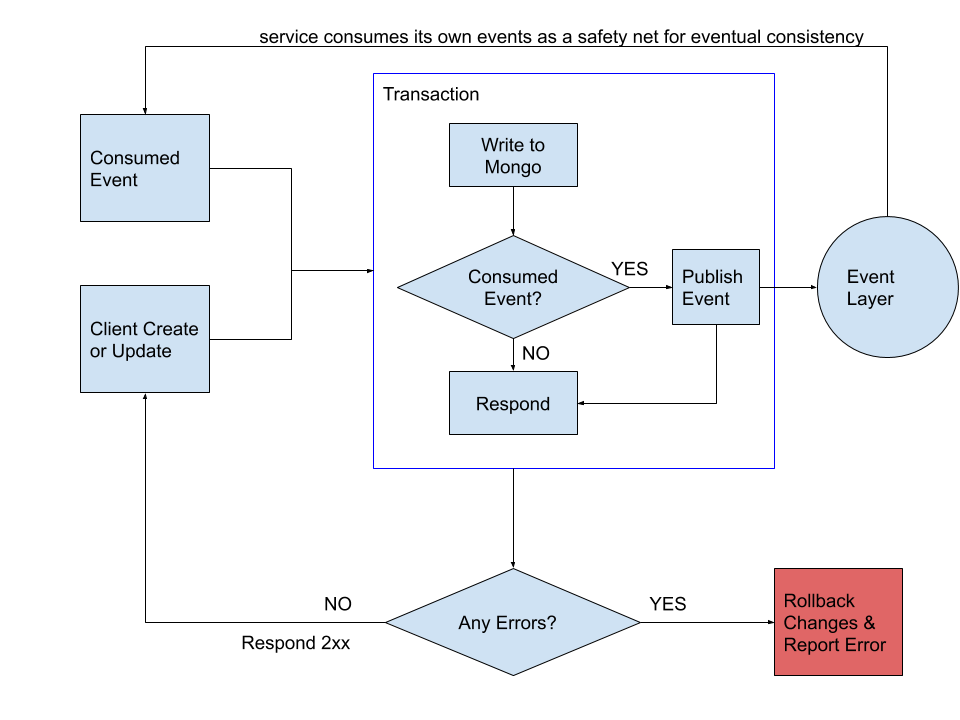 service consumes its own events as a safety net for eventual consistency
Transaction
Write to
Mongo
Consumed
Event
Consumed
Event?
YES
Publish
Event
Event
Layer
Client Create
or Update
NO
Respond
Any Errors?
NO
Respond 2xx
YES
Rollback
Changes &
Report Error